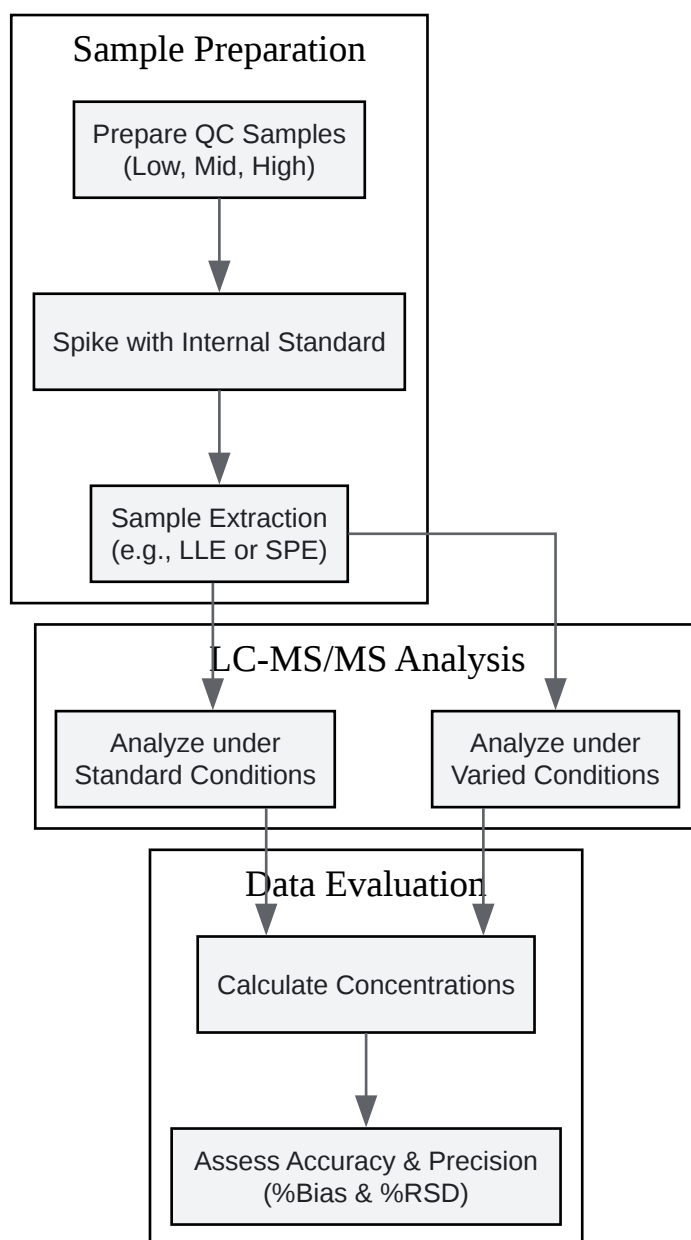 Sample Preparation
Prepare QC Samples
(Low, Mid, High)
Spike with Internal Standard
Sample Extraction
(e.g., LLE or SPE)
LC-MS/MS Analysis
Analyze under
Standard Conditions
Analyze under
Varied Conditions
Data Evaluation
Calculate Concentrations
Assess Accuracy & Precision
(%Bias & %RSD)